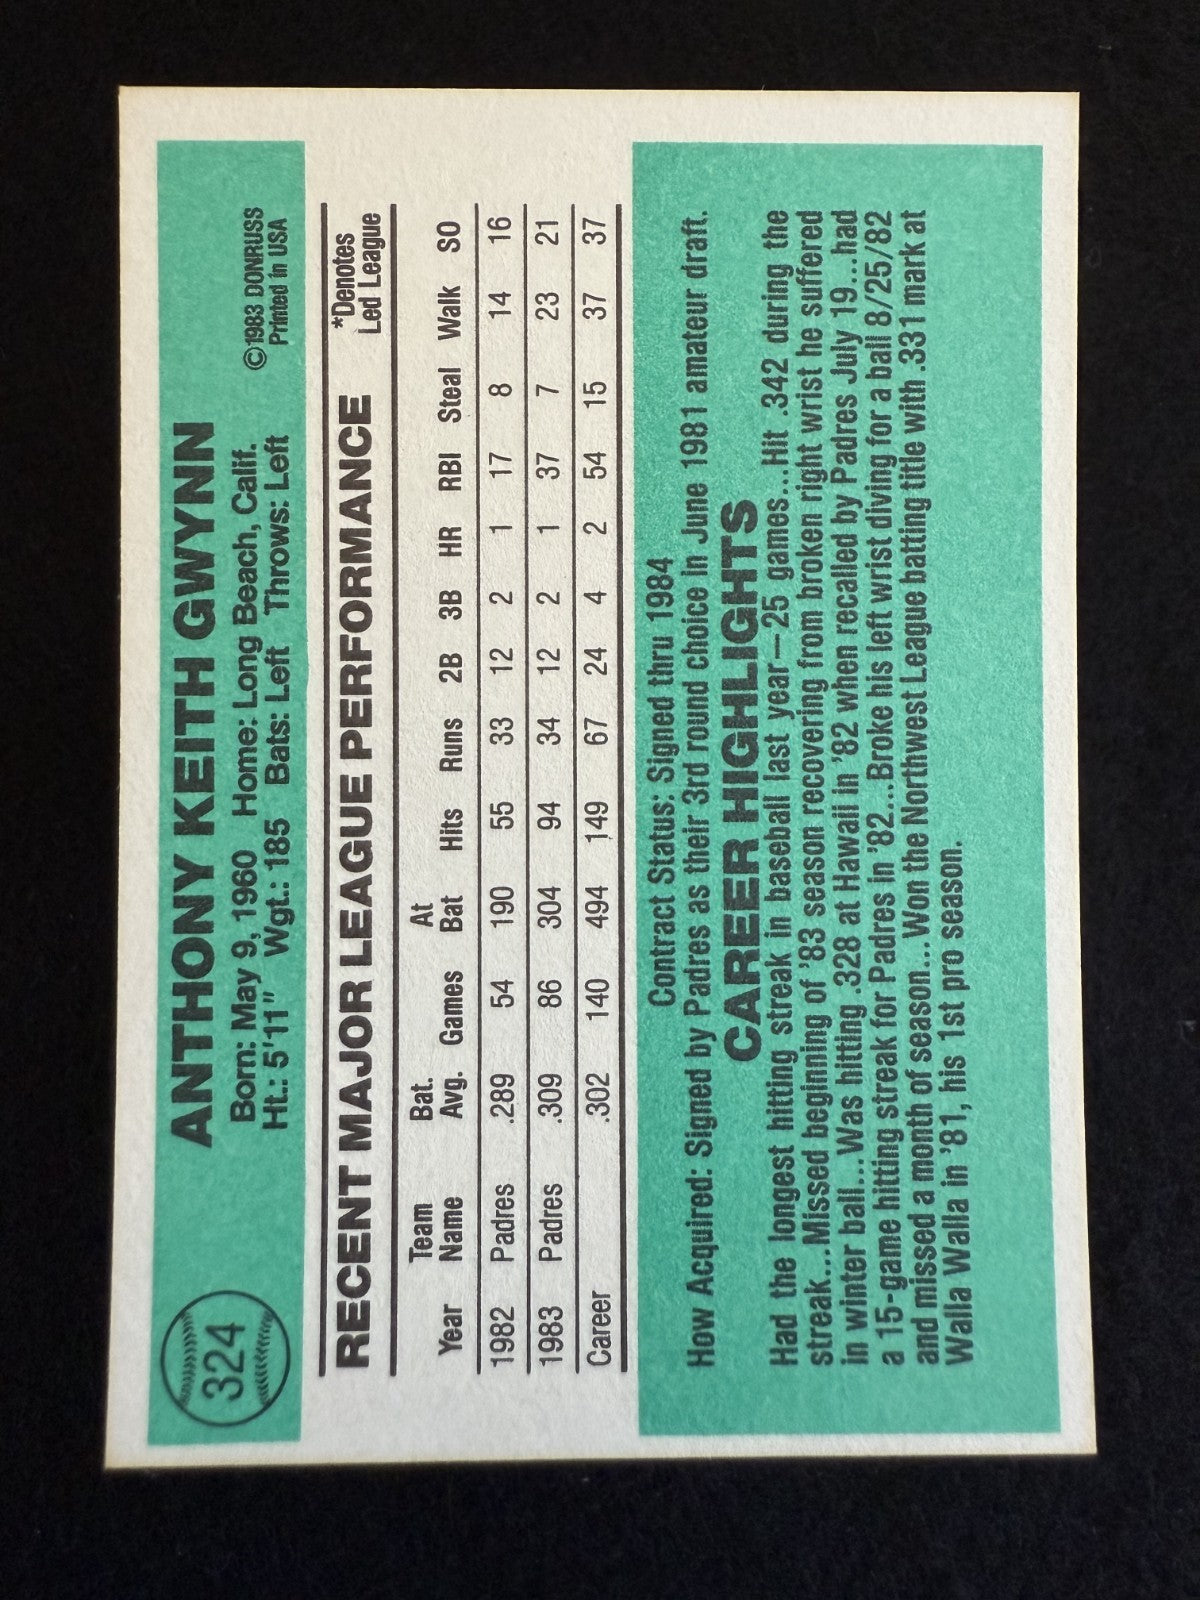 324
ANTHONY KEITH GWYNN
Born: May 9, 1960 Home: Long Beach, Calif.
Ht.: 5'11" Wgt.: 185 Bats: Left Throws: Left
©1983 DONRUSS
Printed in USA
RECENT MAJOR LEAGUE PERFORMANCE
*Denotes
Led League
Year Team Name Bat. Avg. Games At Bat Hits Runs 2B 3B HR RBI Steal Walk SO
1982 Padres .289 54 190 55 33 12 2 1 17 8 14 16
1983 Padres .309 86 304 94 34 12 2 1 37 7 23 21
Career .302 140 494 149 67 24 4 2 54 15 37 37
Contract Status: Signed thru 1984
How Acquired: Signed by Padres as their 3rd round choice in June 1981 amateur draft.
CAREER HIGHLIGHTS
Had the longest hitting streak in baseball last year—25 games...Hit .342 during the
streak...Missed beginning of '83 season recovering from broken right wrist he suffered
in winter ball...Was hitting .328 at Hawaii in '82 when recalled by Padres July 19...had
a 15-game hitting streak for Padres in '82...Broke his left wrist diving for a ball 8/25/82
and missed a month of season...Won the Northwest League batting title with .331 mark at
Walla Walla in '81, his 1st pro season.